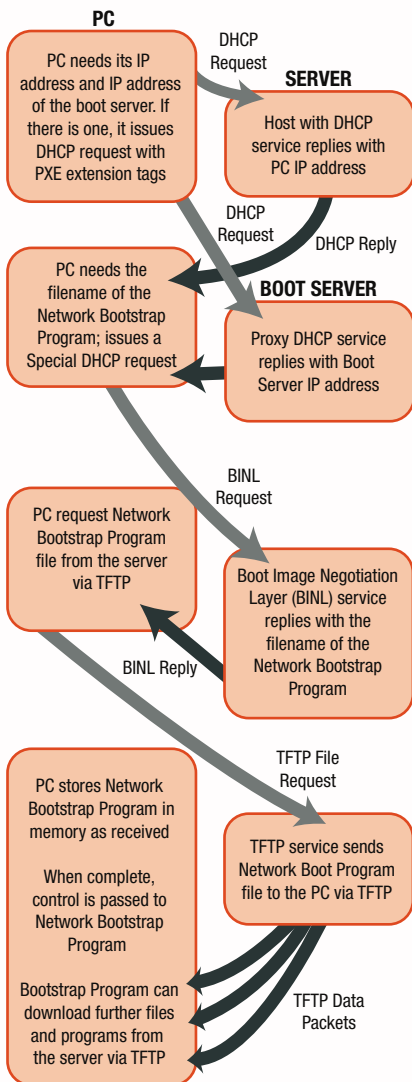 PC
PC needs its IP
address and IP address
of the boot server. If
there is one, it issues
DHCP request with
PXE extension tags
DHCP
Request
SERVER
Host with DHCP
service replies with
PC IP address
DHCP
Request
DHCP Reply
PC needs the
filename of the
Network Bootstrap
Program; issues a
Special DHCP request
BOOT SERVER
Proxy DHCP service
replies with Boot
Server IP address
BINL
Request
PC request Network
Bootstrap Program
file from the server
via TFTP
Boot Image Negotiation
Layer (BINL) service
replies with the
filename of the
Network Bootstrap
Program
BINL Reply
TFTP File
Request
PC stores Network
Bootstrap Program in
memory as received
When complete,
control is passed to
Network Bootstrap
Program
Bootstrap Program can
download further files
and programs from
the server via TFTP
TFTP service sends
Network Boot Program
file to the PC via TFTP
TFTP Data
Packets